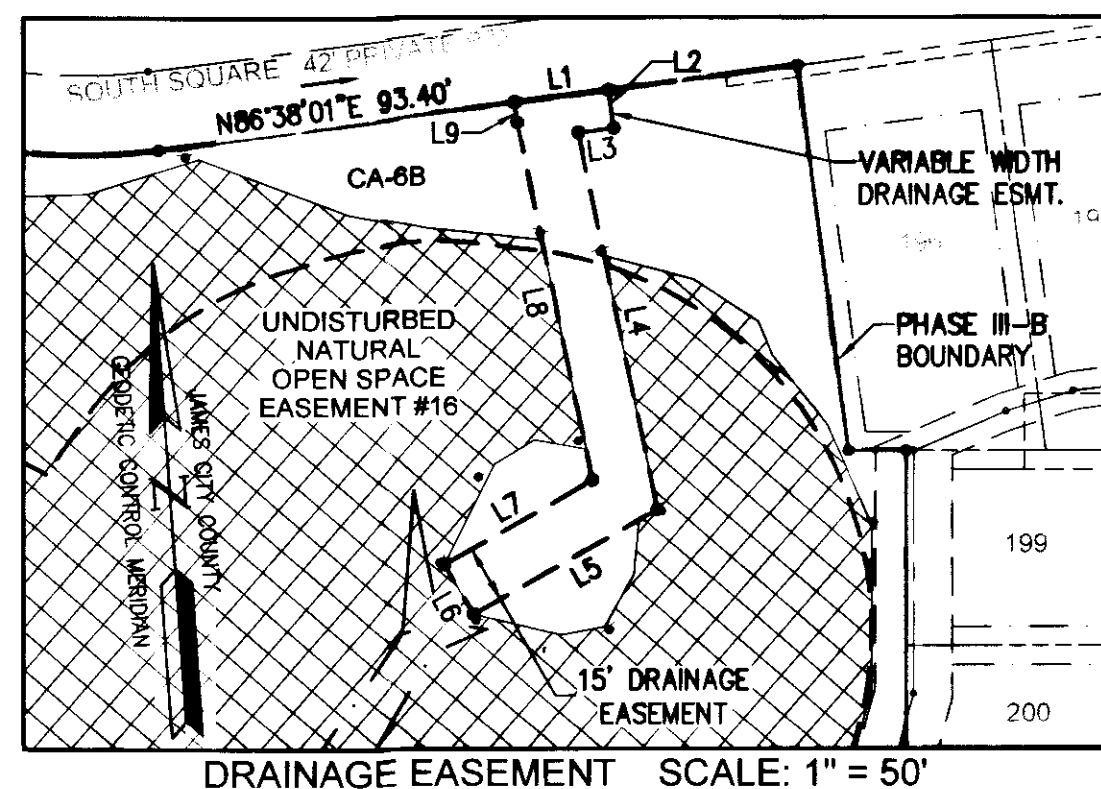 SOUTH SQUARE 42' PRIVATE
N86°38'01"E 93.40'
L1
L2
L9
L3
CA-6B
VARIABLE WIDTH
DRAINAGE ESMT.
L8
L4
UNDISTURBED
NATURAL
OPEN SPACE
EASEMENT #16
PHASE III-B
BOUNDARY
JAMES CITY COUNTY
GEODETIC CONTROL MERIDIAN
L7
L5
L6
199
15' DRAINAGE
EASEMENT
200
DRAINAGE EASEMENT SCALE: 1" = 50'